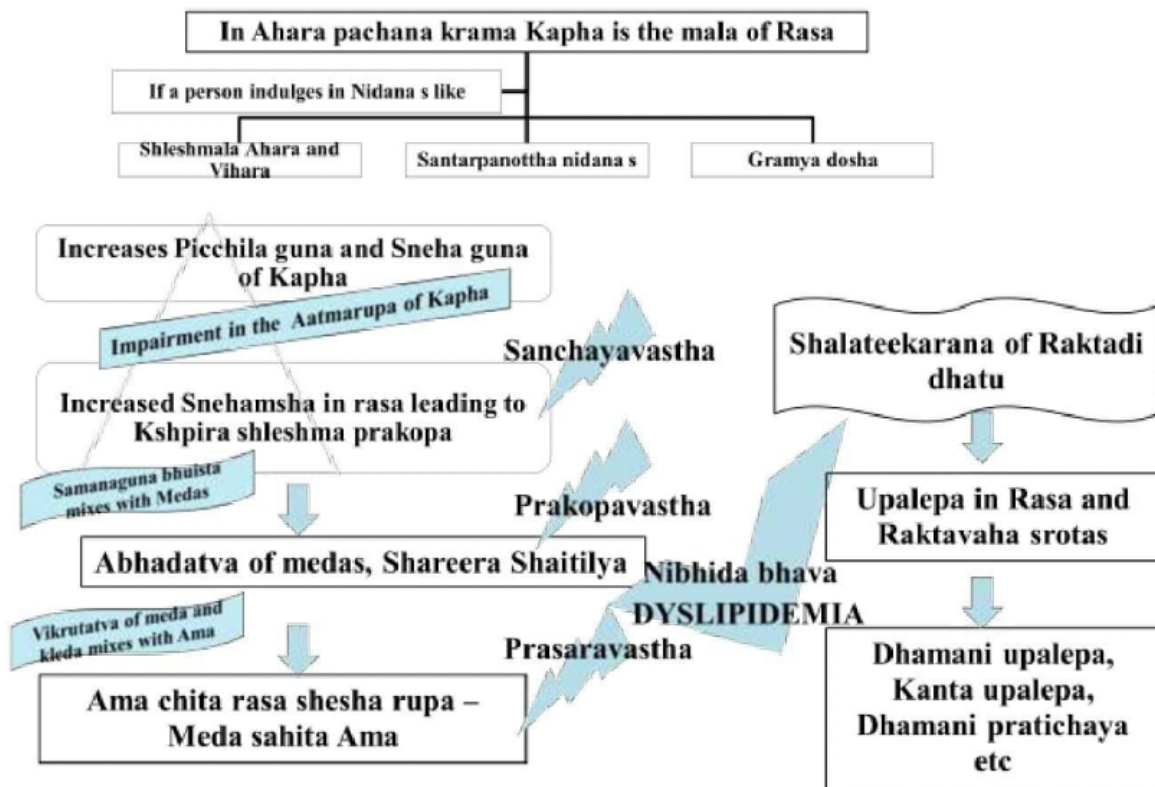 In Ahara pachana krama Kapha is the mala of Rasa
If a person indulges in Nidana s like
Shleshmala Ahara and
Vihara
Santarpanottha nidana s
Gramya dosha
Increases Picchila guna and Sneha guna
of Kapha
Impairment in the Aatmarupa of Kapha
Increased Snehamsha in rasa leading to
Kshpira shleshma prakopa
Samanaguna bhuista
mixes with Medas
Abhadatva of medas, Shareera Shaitilya
Vikrutatva of meda and
kleda mixes with Ama
Ama chita rasa shesha rupa –
Meda sahita Ama
Sanchayavastha
Prakopavastha
Nibhida bhava
DYSLIPIDEMIA
Prasaravastha
Shalateekarana of Raktadi
dhatu
Upalepa in Rasa and
Raktavaha srotas
Dhamani upalepa,
Kanta upalepa,
Dhamani pratichaya
etc